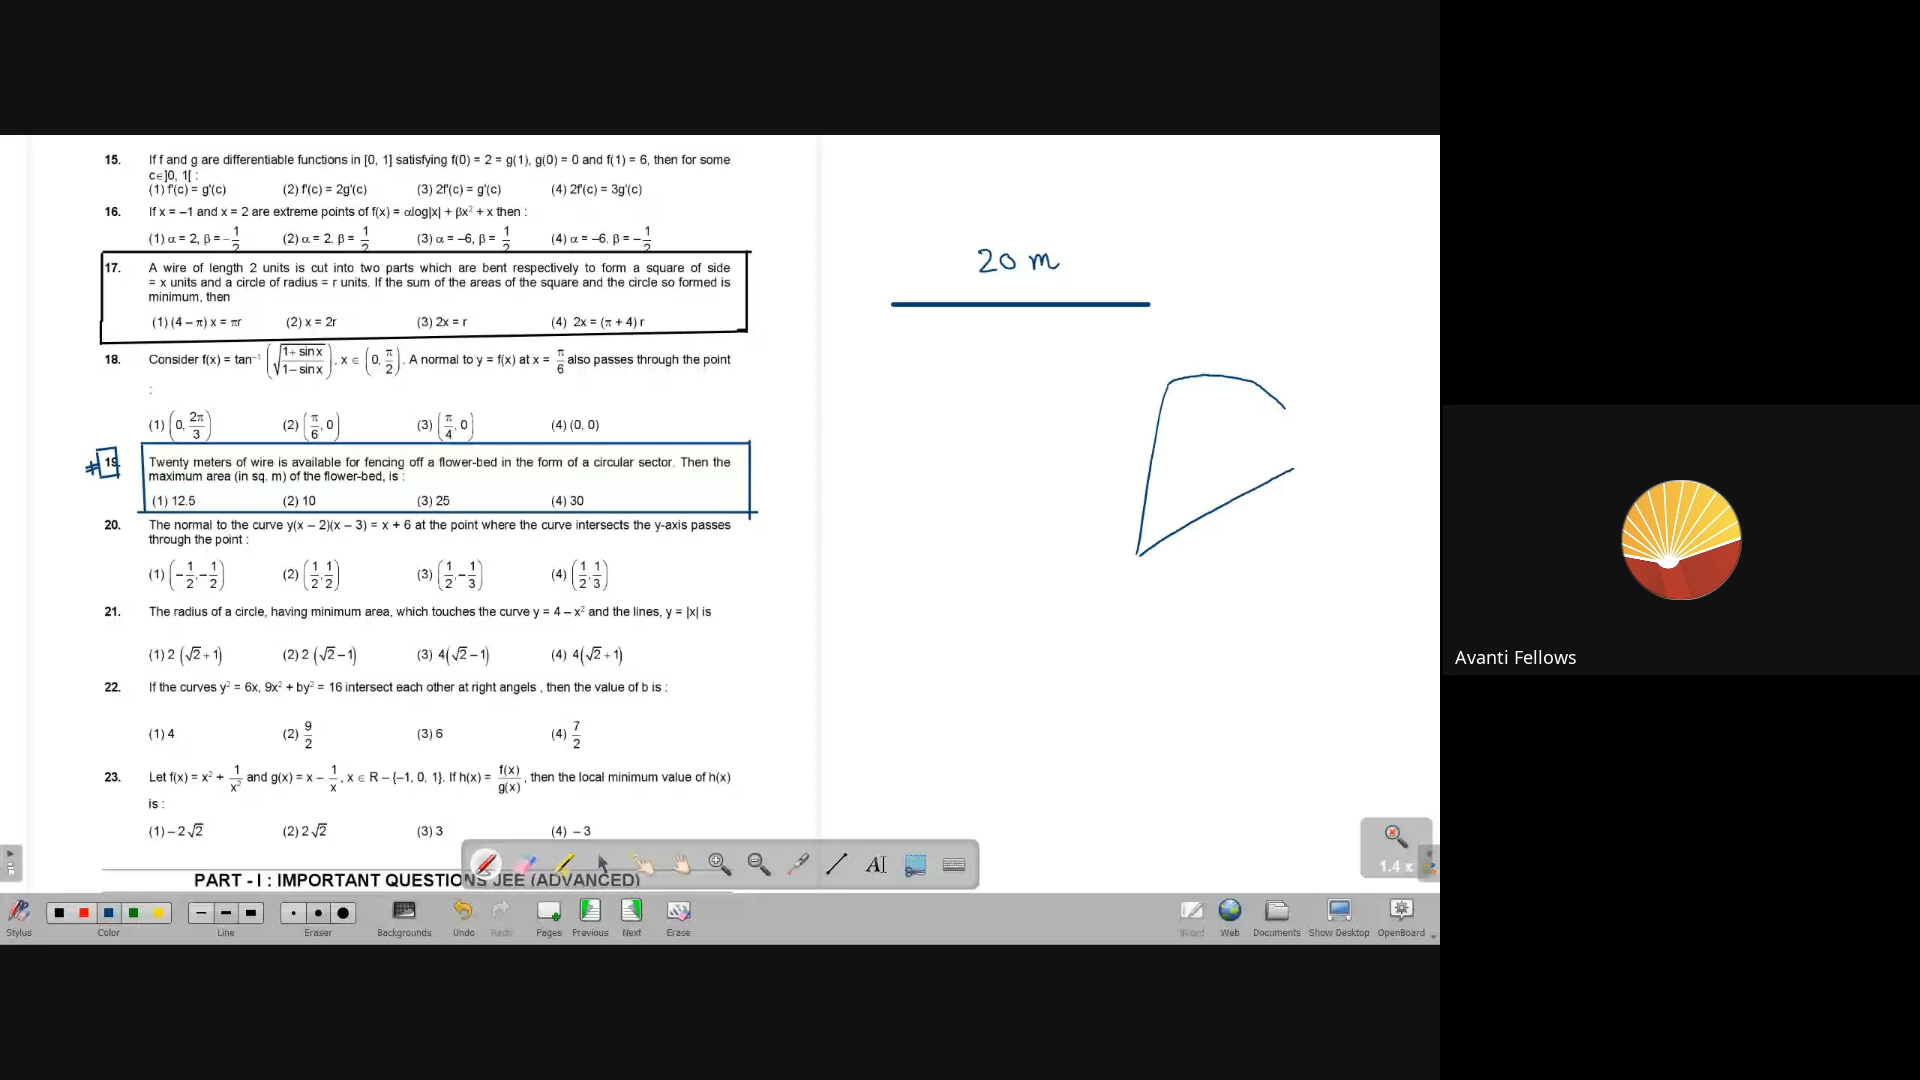 15. If f and g are differentiable functions in [0, 1] satisfying f(0) = 2 = g(1), g(0) = 0 and f(1) = 6, then for some
c∈]0, 1[ :
(1) f'(c) = g'(c) (2) f'(c) = 2g'(c) (3) 2f'(c) = g'(c) (4) 2f'(c) = 3g'(c)
16. If x = –1 and x = 2 are extreme points of f(x) = αlog|x| + βx² + x then :
(1) α = 2, β = –1/2 (2) α = 2, β = 1/2 (3) α = –6, β = 1/2 (4) α = –6, β = –1/2
17. A wire of length 2 units is cut into two parts which are bent respectively to form a square of side
= x units and a circle of radius = r units. If the sum of the areas of the square and the circle so formed is
minimum, then
(1) (4 – π) x = πr (2) x = 2r (3) 2x = r (4) 2x = (π + 4) r
18. Consider f(x) = tan⁻¹ (√((1+ sin x)/(1– sin x))), x ∈ (0, π/2). A normal to y = f(x) at x = π/6 also passes through the point
:
(1) (0, 2π/3) (2) (π/6, 0) (3) (π/4, 0) (4) (0, 0)
19. Twenty meters of wire is available for fencing off a flower-bed in the form of a circular sector. Then the
maximum area (in sq. m) of the flower-bed, is :
(1) 12.5 (2) 10 (3) 25 (4) 30
20. The normal to the curve y(x – 2)(x – 3) = x + 6 at the point where the curve intersects the y-axis passes
through the point :
(1) (–1/2, –1/2) (2) (1/2, 1/2) (3) (1/2, –1/3) (4) (1/2, 1/3)
21. The radius of a circle, having minimum area, which touches the curve y = 4 – x² and the lines, y = |x| is
(1) 2 (√2 + 1) (2) 2 (√2 – 1) (3) 4(√2 – 1) (4) 4(√2 + 1)
22. If the curves y² = 6x, 9x² + by² = 16 intersect each other at right angels , then the value of b is :
(1) 4 (2) 9/2 (3) 6 (4) 7/2
23. Let f(x) = x² + 1/x² and g(x) = x – 1/x, x ∈ R – {–1, 0, 1}. If h(x) = f(x)/g(x), then the local minimum value of h(x)
is :
(1) – 2√2 (2) 2√2 (3) 3 (4) – 3
PART - I : IMPORTANT QUESTIONS JEE (ADVANCED)
20 m
1.4 x
Stylus Color Line Eraser Backgrounds Undo Redo Pages Previous Next Erase Web Documents Show Desktop OpenBoard
Avanti Fellows